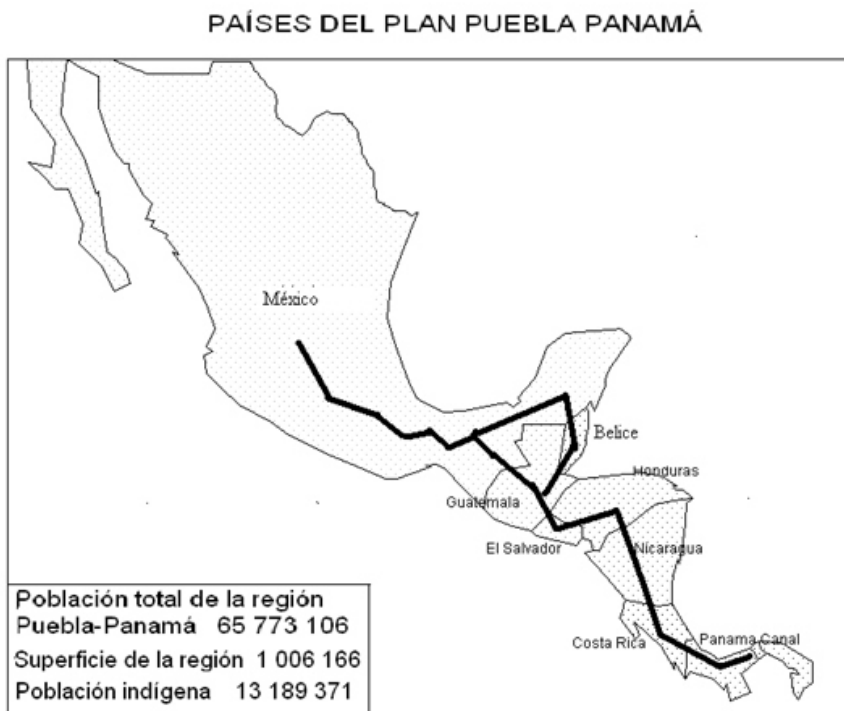 PAÍSES DEL PLAN PUEBLA PANAMÁ
México
Belice
Honduras
Guatemala
El Salvador
Nicaragua
Costa Rica
Panama Canal
Población total de la región
Puebla-Panamá 65 773 106
Superficie de la región 1 006 166
Población indígena 13 189 371